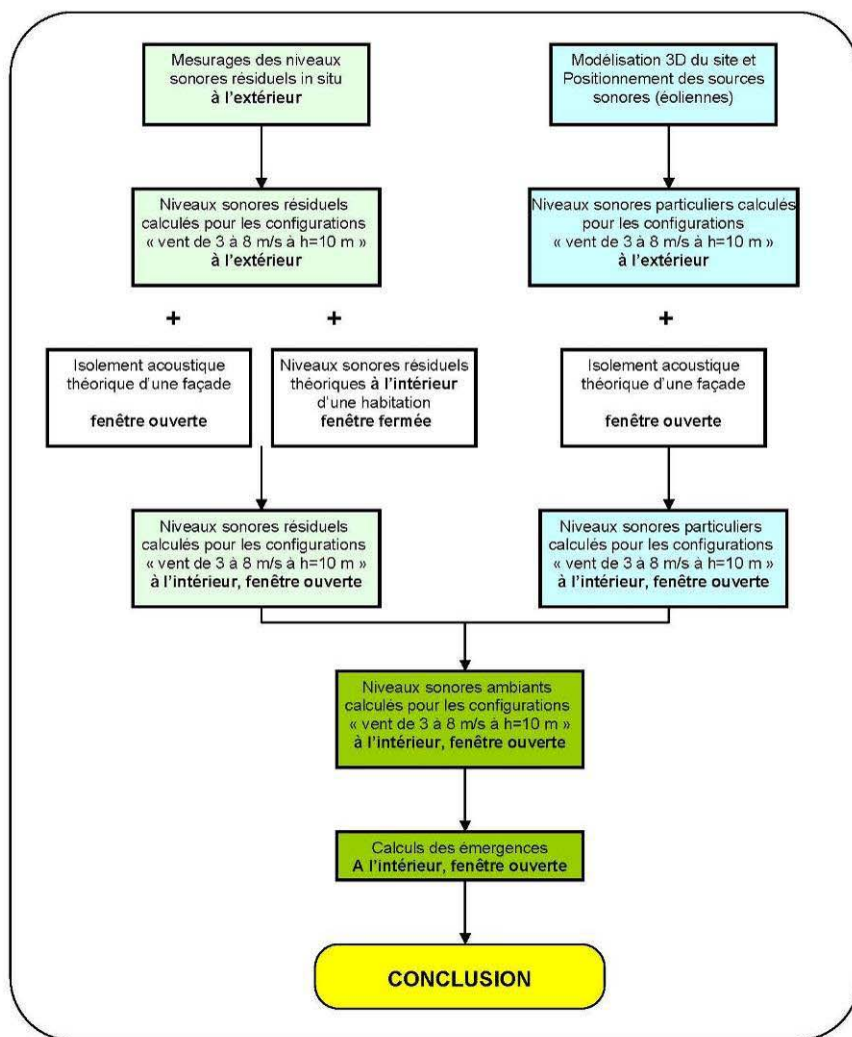 Mesurages des niveaux
sonores résiduels in situ
à l'extérieur
Modélisation 3D du site et
Positionnement des sources
sonores (éoliennes)
Niveaux sonores résiduels
calculés pour les configurations
« vent de 3 à 8 m/s à h=10 m »
à l'extérieur
Niveaux sonores particuliers calculés
pour les configurations
« vent de 3 à 8 m/s à h=10 m »
à l'extérieur
+
+
+
Isolement acoustique
théorique d'une façade
fenêtre ouverte
Niveaux sonores résiduels
théoriques à l'intérieur
d'une habitation
fenêtre fermée
Isolement acoustique
théorique d'une façade
fenêtre ouverte
Niveaux sonores résiduels
calculés pour les configurations
« vent de 3 à 8 m/s à h=10 m »
à l'intérieur, fenêtre ouverte
Niveaux sonores particuliers
calculés pour les configurations
« vent de 3 à 8 m/s à h=10 m »
à l'intérieur, fenêtre ouverte
Niveaux sonores ambiants
calculés pour les configurations
« vent de 3 à 8 m/s à h=10 m »
à l'intérieur, fenêtre ouverte
Calculs des émergences
A l'intérieur, fenêtre ouverte
CONCLUSION